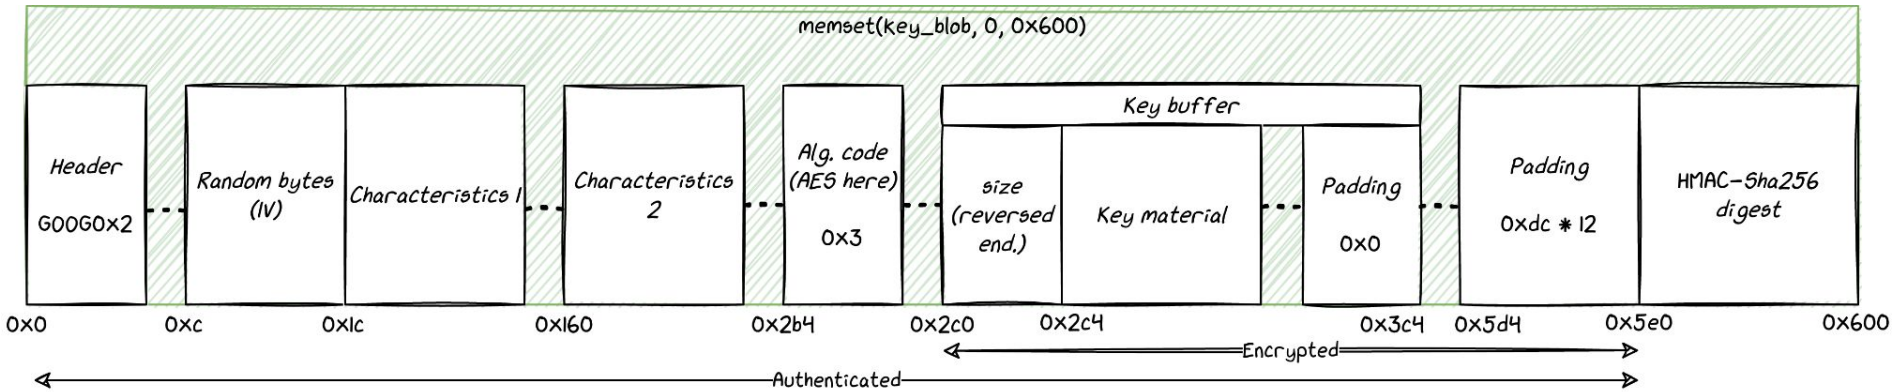 memset(key_blob, 0, 0x600)
Header
G00G0x2
Random bytes
(IV)
Characteristics 1
Characteristics
2
Alg. code
(AES here)
0x3
Key buffer
size
(reversed
end.)
Key material
Padding
0x0
Padding
0xdc * 12
HMAC-Sha256
digest
0x0
0xc
0x1c
0x160
0x2b4
0x2c0
0x2c4
0x3c4
0x5d4
0x5e0
0x600
Encrypted
Authenticated